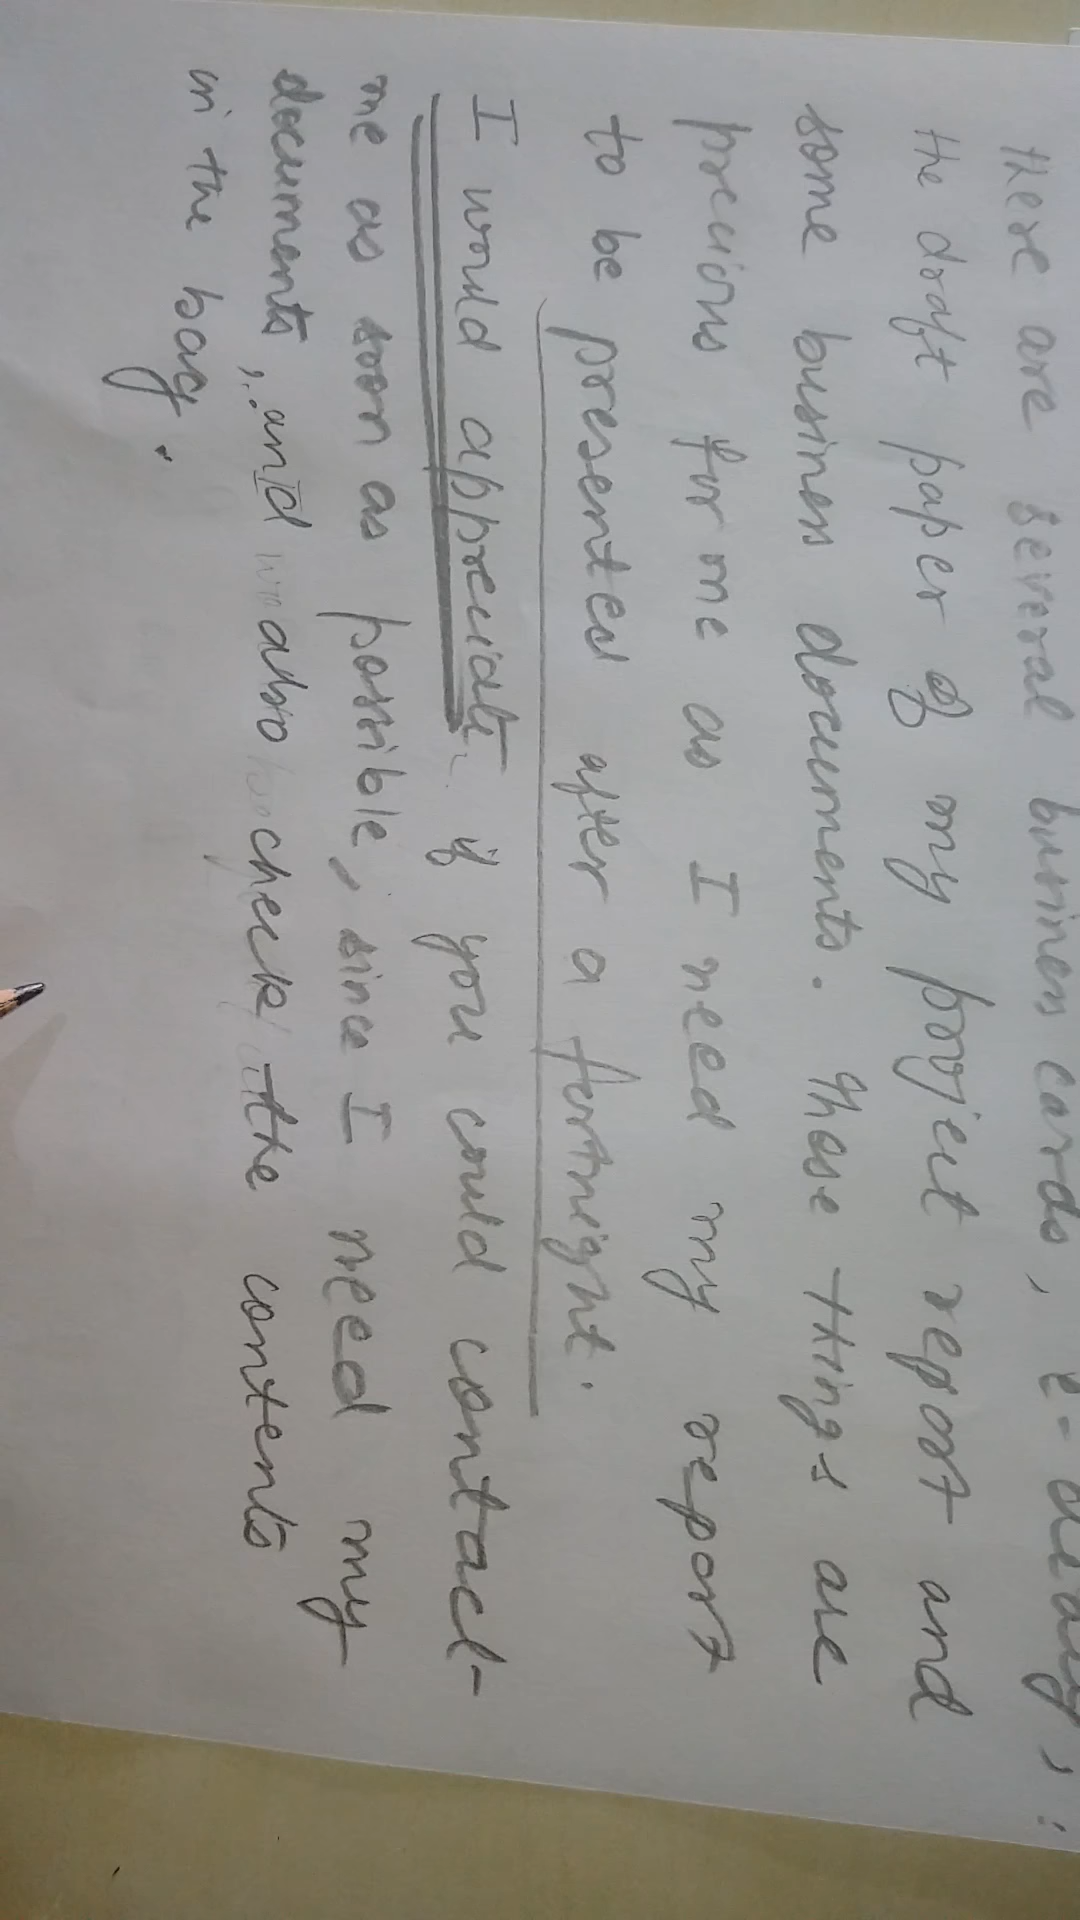 there are several business cards, e-diary,
the draft paper of my project report and
some business documents. Those things are
precious for me as I need my report
to be presented after a fortnight.
I would appreciate if you could contact
me as soon as possible, since I need my
documents, and also check the contents
in the bag.